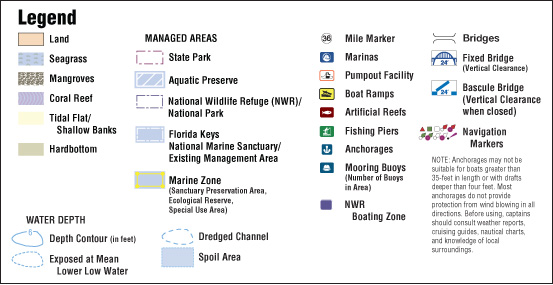 Legend
Land
Seagrass
Mangroves
Coral Reef
Tidal Flat/
Shallow Banks
Hardbottom
MANAGED AREAS
State Park
Aquatic Preserve
National Wildlife Refuge (NWR)/
National Park
Florida Keys
National Marine Sanctuary/
Existing Management Area
Marine Zone
(Sanctuary Preservation Area,
Ecological Reserve,
Special Use Area)
WATER DEPTH
6
Depth Contour (in feet)
Exposed at Mean
Lower Low Water
Dredged Channel
Spoil Area
36
Mile Marker
Marinas
Pumpout Facility
Boat Ramps
Artificial Reefs
Fishing Piers
Anchorages
Mooring Buoys
(Number of Buoys
in Area)
NWR
Boating Zone
Bridges
24'
Fixed Bridge
(Vertical Clearance)
24'
Bascule Bridge
(Vertical Clearance
when closed)
Navigation
Markers
NOTE: Anchorages may not be
suitable for boats greater than
35-feet in length or with drafts
deeper than four feet. Most
anchorages do not provide
protection from wind blowing in all
directions. Before using, captains
should consult weather reports,
cruising guides, nautical charts,
and knowledge of local
surroundings.